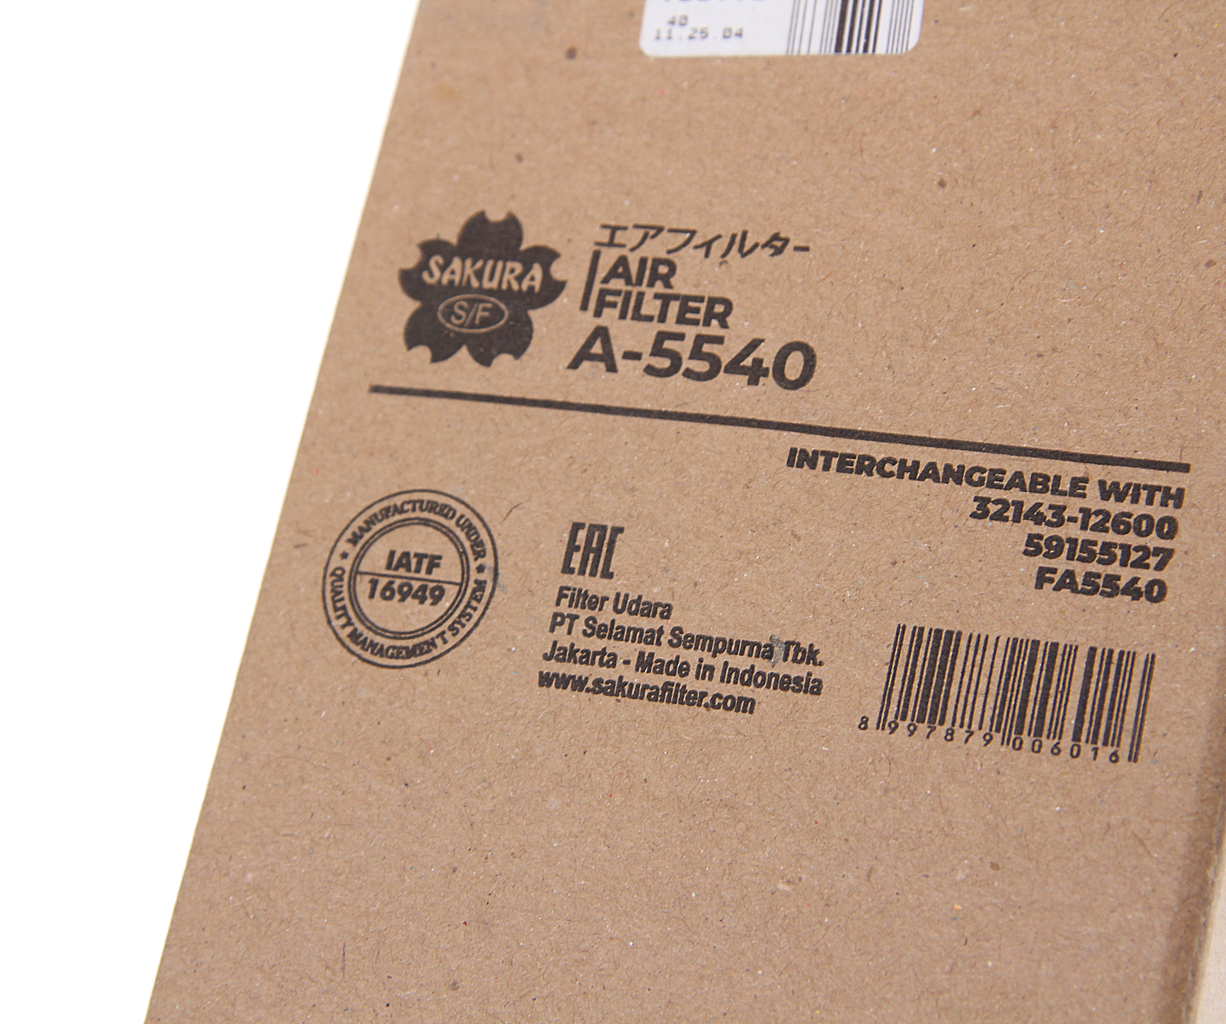 40
11.25.04
SAKURA
S/F
エアフィルター
AIR
FILTER
A-5540
INTERCHANGEABLE WITH
32143-12600
59155127
FA5540
MANUFACTURED UNDER
IATF
16949
QUALITY MANAGEMENT SYSTEM
EAC
Filter Udara
PT Selamat Sempurna Tbk.
Jakarta - Made in Indonesia
www.sakurafilter.com
8 997879 006016